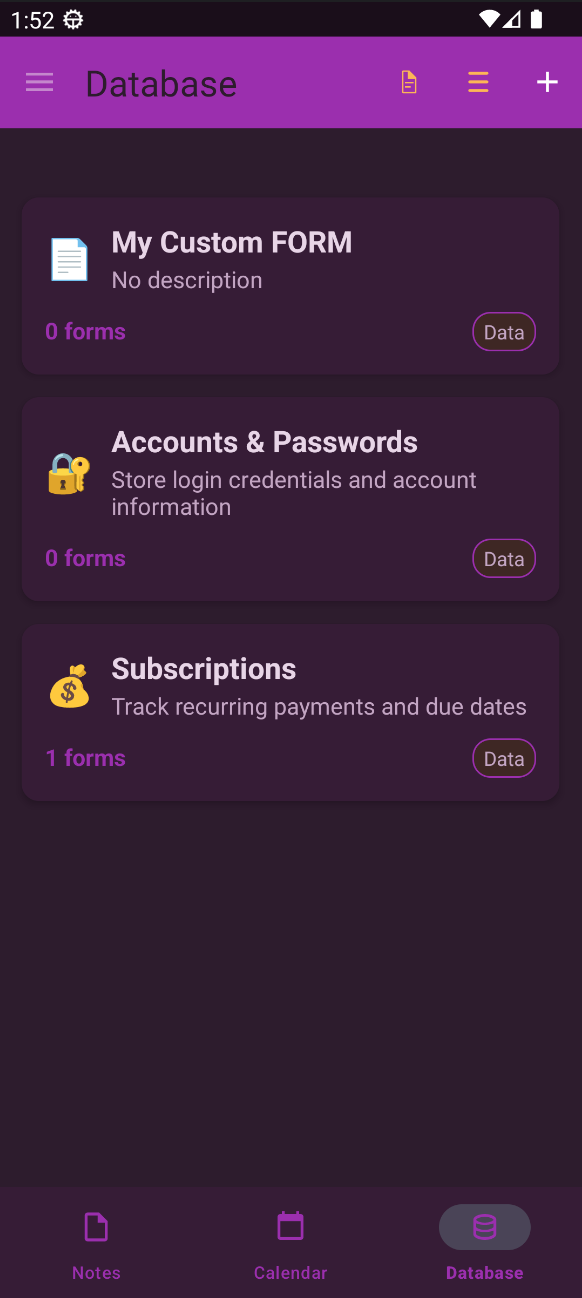 1:52
Database
My Custom FORM
No description
0 forms
Data
Accounts & Passwords
Store login credentials and account
information
0 forms
Data
Subscriptions
Track recurring payments and due dates
1 forms
Data
Notes
Calendar
Database